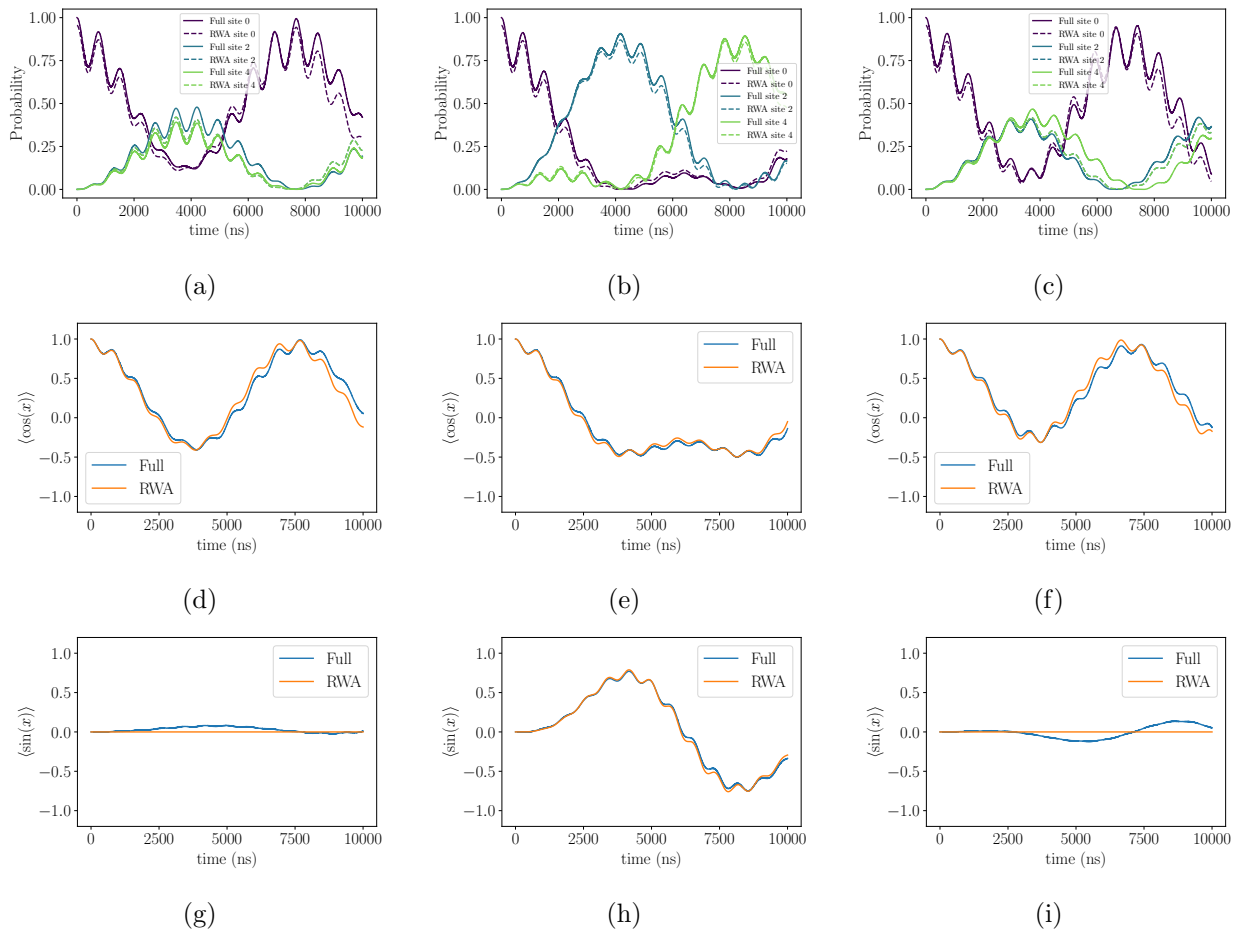 1.00
0.75
0.50
0.25
0.00
Probability
0
2000
4000
6000
8000
10000
time (ns)
Full site 0
RWA site 0
Full site 2
RWA site 2
Full site 4
RWA site 4
(a)
1.00
0.75
0.50
0.25
0.00
Probability
0
2000
4000
6000
8000
10000
time (ns)
Full site 0
RWA site 0
Full site 2
RWA site 2
Full site 4
RWA site 4
(b)
1.00
0.75
0.50
0.25
0.00
Probability
0
2000
4000
6000
8000
10000
time (ns)
Full site 0
RWA site 0
Full site 2
RWA site 2
Full site 4
RWA site 4
(c)
1.0
0.5
0.0
−0.5
−1.0
⟨cos(x)⟩
0
2500
5000
7500
10000
time (ns)
Full
RWA
(d)
1.0
0.5
0.0
−0.5
−1.0
⟨cos(x)⟩
0
2500
5000
7500
10000
time (ns)
Full
RWA
(e)
1.0
0.5
0.0
−0.5
−1.0
⟨cos(x)⟩
0
2500
5000
7500
10000
time (ns)
Full
RWA
(f)
1.0
0.5
0.0
−0.5
−1.0
⟨sin(x)⟩
0
2500
5000
7500
10000
time (ns)
Full
RWA
(g)
1.0
0.5
0.0
−0.5
−1.0
⟨sin(x)⟩
0
2500
5000
7500
10000
time (ns)
Full
RWA
(h)
1.0
0.5
0.0
−0.5
−1.0
⟨sin(x)⟩
0
2500
5000
7500
10000
time (ns)
Full
RWA
(i)